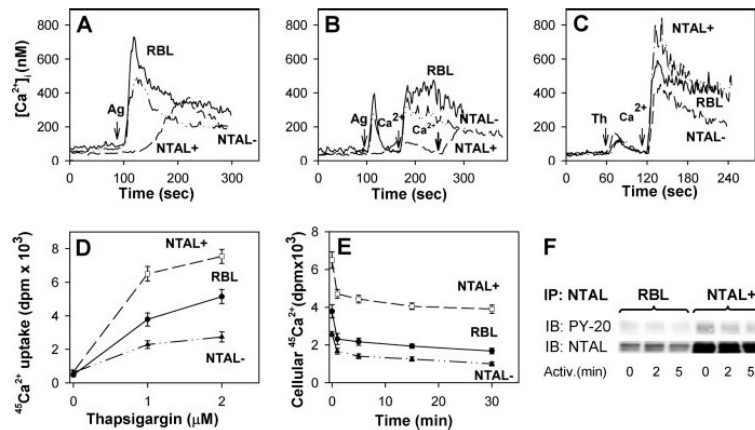 A
[Ca²⁺]ᵢ (nM)
800
600
400
200
0
RBL
Ag
NTAL+
NTAL-
0
100
200
300
Time (sec)
B
800
600
400
200
0
RBL
Ag
Ca²⁺
NTAL-
Ca²⁺
NTAL+
0
100
200
300
Time (sec)
C
800
600
400
200
0
NTAL+
Th
Ca²⁺
RBL
NTAL-
0
60
120
180
240
Time (sec)
D
⁴⁵Ca²⁺ uptake (dpm x 10³)
8
6
4
2
0
NTAL+
RBL
NTAL-
0
1
2
Thapsigargin (μM)
E
Cellular ⁴⁵Ca²⁺(dpmx10³)
8
6
4
2
0
NTAL+
RBL
NTAL-
0
10
20
30
Time (min)
F
IP: NTAL RBL NTAL+
IB: PY-20
IB: NTAL
Activ.(min) 0 2 5 0 2 5